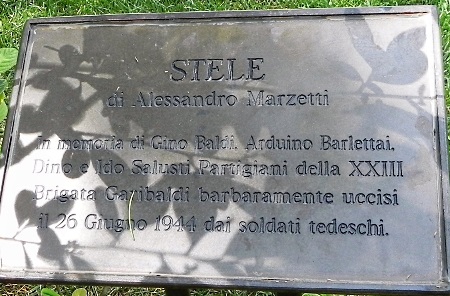 STELE
di Alessandro Marzetti
In memoria di Gino Baldi, Arduino Barlettai,
Dino e Ido Salusti Partigiani della XXIII
Brigata Garibaldi barbaramente uccisi
il 26 Giugno 1944 dai soldati tedeschi.